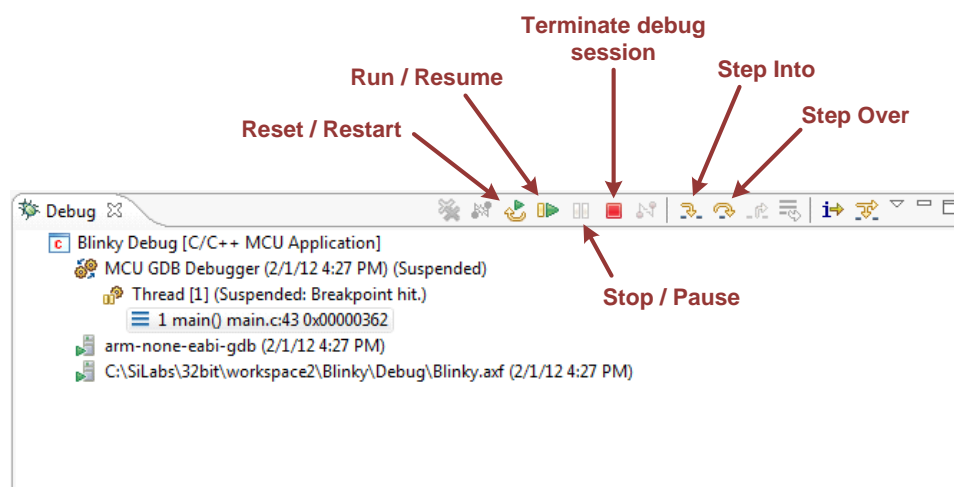 Terminate debug
session
Run / Resume
Step Into
Reset / Restart
Step Over
Debug
c Blinky Debug [C/C++ MCU Application]
MCU GDB Debugger (2/1/12 4:27 PM) (Suspended)
Thread [1] (Suspended: Breakpoint hit.)
1 main() main.c:43 0x00000362
arm-none-eabi-gdb (2/1/12 4:27 PM)
C:\SiLabs\32bit\workspace2\Blinky\Debug\Blinky.axf (2/1/12 4:27 PM)
Stop / Pause